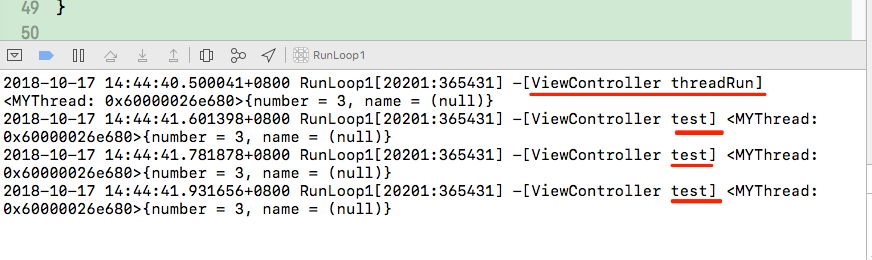 49 }
50
RunLoop1
2018-10-17 14:44:40.500041+0800 RunLoop1[20201:365431] -[ViewController threadRun]
<MYThread: 0x60000026e680>{number = 3, name = (null)}
2018-10-17 14:44:41.601398+0800 RunLoop1[20201:365431] -[ViewController test] <MYThread:
0x60000026e680>{number = 3, name = (null)}
2018-10-17 14:44:41.781878+0800 RunLoop1[20201:365431] -[ViewController test] <MYThread:
0x60000026e680>{number = 3, name = (null)}
2018-10-17 14:44:41.931656+0800 RunLoop1[20201:365431] -[ViewController test] <MYThread:
0x60000026e680>{number = 3, name = (null)}